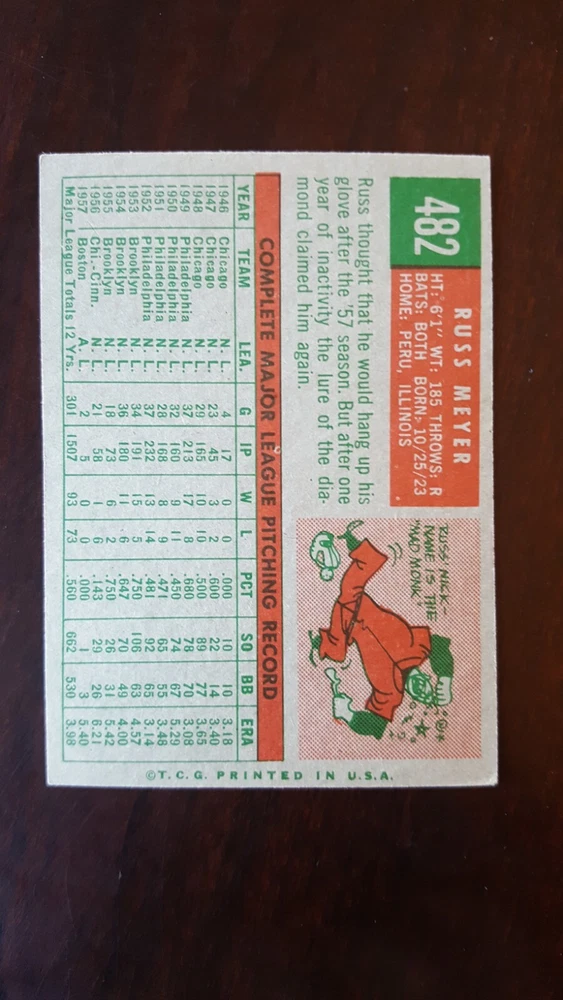 482
RUSS MEYER
HT: 6'1" WT: 185 THROWS: R
BATS: BOTH BORN: 10/25/23
HOME: PERU, ILLINOIS
Russ thought that he would hang up his
glove after the '57 season. But after one
year of inactivity the lure of the dia-
mond claimed him again.
RUSS' NICK-
NAME IS THE
"MAD MONK"
COMPLETE MAJOR LEAGUE PITCHING RECORD
YEAR TEAM LEA. G IP W L PCT SO BB ERA
1946 Chicago N. L. 4 17 0 0 .000 10 10 3.18
1947 Chicago N. L. 23 45 3 2 .600 22 14 3.40
1948 Chicago N. L. 29 165 10 10 .500 89 77 3.65
1949 Philadelphia N. L. 37 213 17 8 .680 78 70 3.08
1950 Philadelphia N. L. 32 160 9 11 .450 74 67 5.29
1951 Philadelphia N. L. 28 168 8 9 .471 65 55 3.48
1952 Philadelphia N. L. 37 232 13 14 .481 92 65 3.14
1953 Brooklyn N. L. 34 191 15 5 .750 106 63 4.57
1954 Brooklyn N. L. 36 180 11 6 .647 70 49 4.00
1955 Brooklyn N. L. 18 73 6 2 .750 26 31 5.42
1956 Chi.-Cinn. N. L. 21 58 1 6 .143 29 26 6.21
1957 Boston A. L. 2 5 0 0 .000 1 3 5.40
Major League Totals 12 Yrs. 301 1507 93 73 .560 662 530 3.98
©T.C.G. PRINTED IN U.S.A.